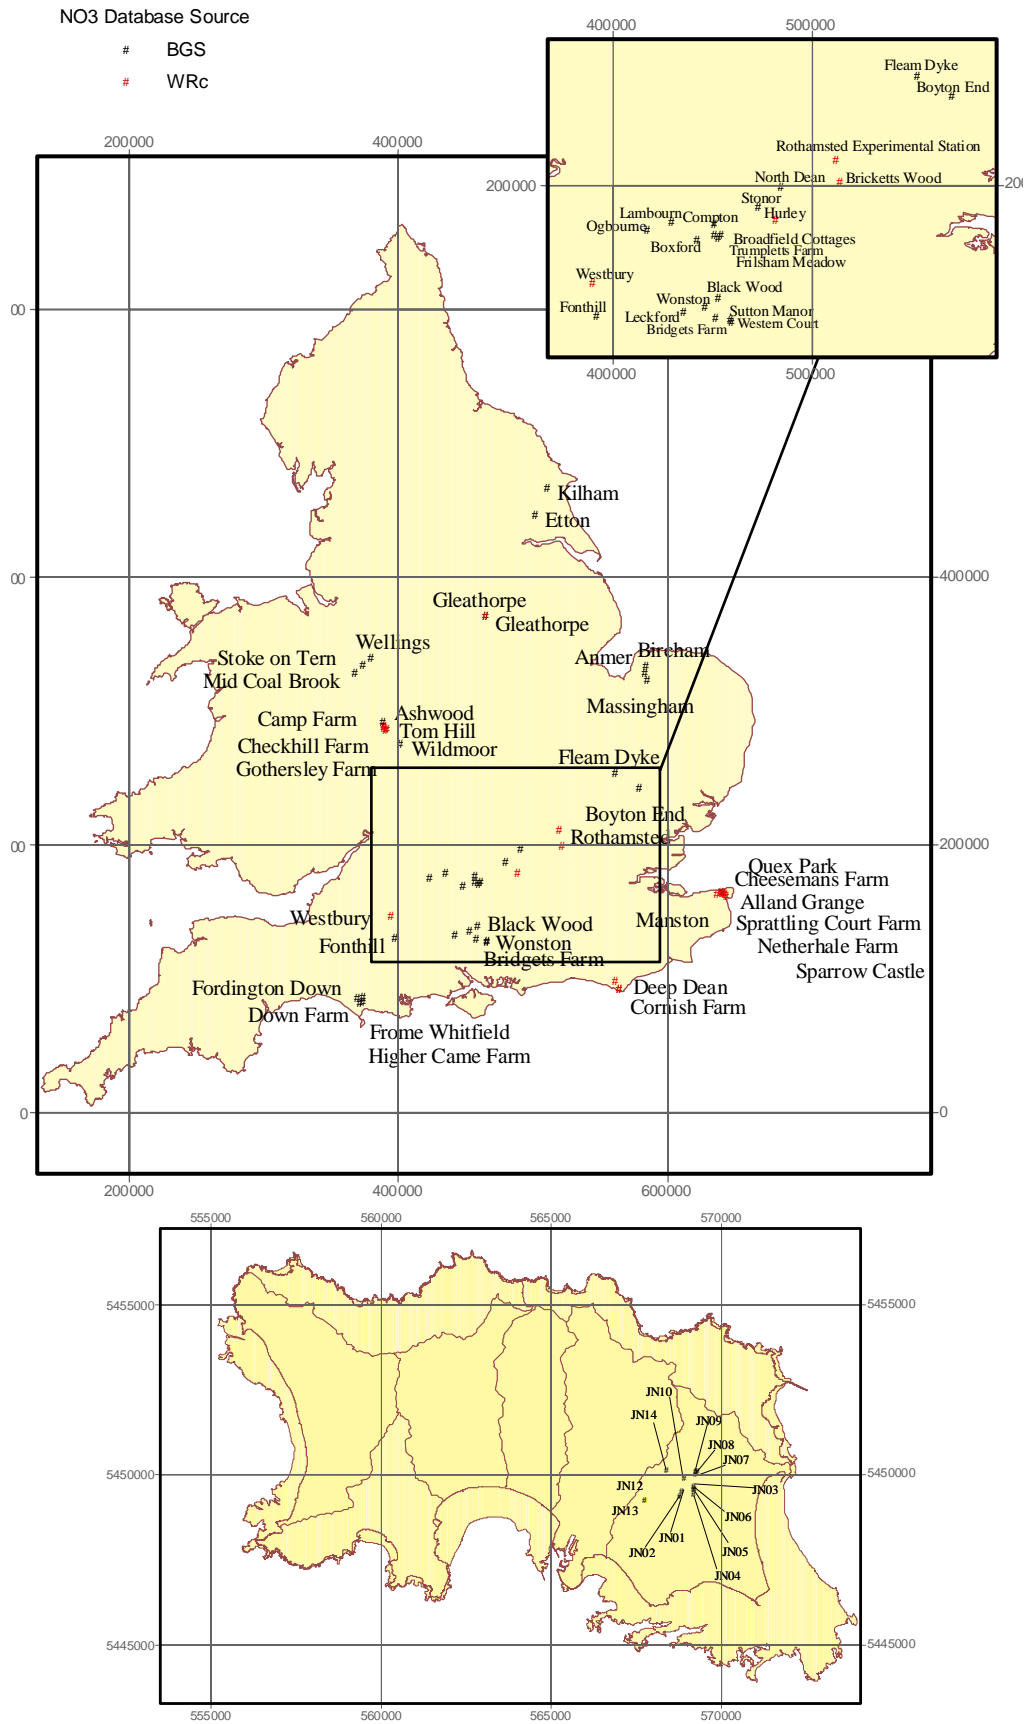 NO3 Database Source
# BGS
# WRc
400000 500000
Fleam Dyke
Boyton End
Rothamsted Experimental Station
200000
North Dean
Bricketts Wood
200
Stonor
Lambourn Compton Hurley
Ogbourne
Boxford
Broadfield Cottages
Trumpletts Farm
Frilsham Meadow
Westbury
Black Wood
Fonthill
Wonston
Leckford
Sutton Manor
Bridgets Farm
Western Court
400000 500000
200000 400000
00
Kilham
Etton
00
400000
Gleathorpe
Gleathorpe
Wellings
Stoke on Tern
Mid Coal Brook
Anmer Bircham
Massingham
Camp Farm
Ashwood
Tom Hill
Checkhill Farm
Wildmoor
Gothersley Farm
Fleam Dyke
Boyton End
Rothamsted
00
200000
Quex Park
Cheesemans Farm
Alland Grange
Manston
Sprattling Court Farm
Netherhale Farm
Sparrow Castle
Westbury
Black Wood
Fonthill
Wonston
Bridgets Farm
Fordington Down
Down Farm
Deep Dean
Cornish Farm
Frome Whitfield
Higher Came Farm
0
0
200000 400000 600000
555000 560000 565000 570000
5455000
5455000
JN10
JN14
JN09
JN08
JN07
5450000
5450000
JN12
JN03
JN13
JN06
JN01
JN02
JN05
JN04
5445000
5445000
555000 560000 565000 570000